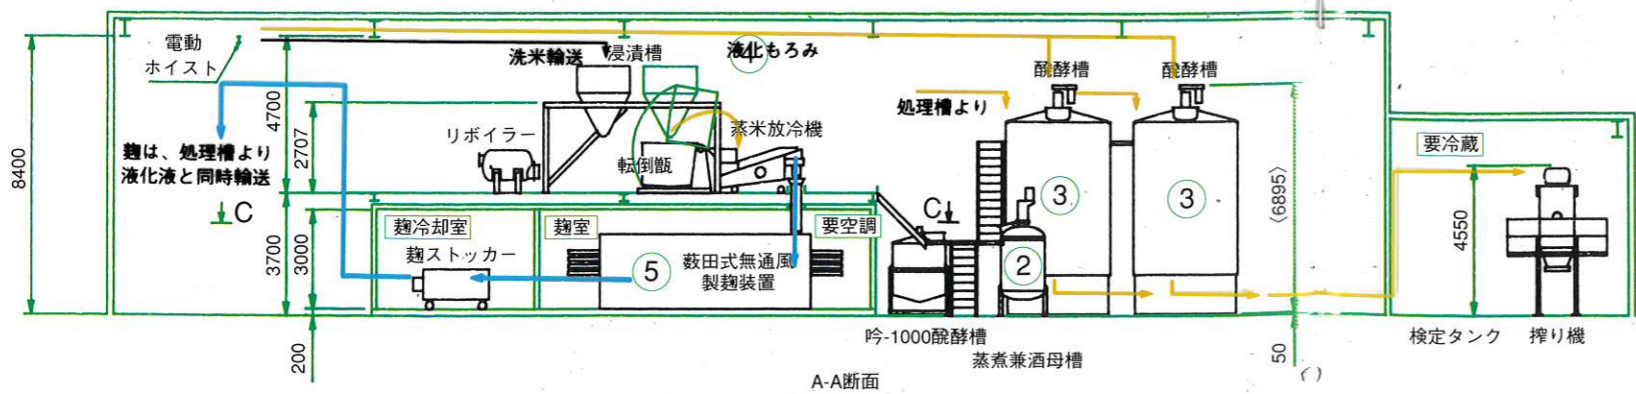 電動
ホイスト
洗米輸送
浸漬槽
液化もろみ
④
醗酵槽
醗酵槽
処理槽より
リボイラー
転倒甑
蒸米放冷機
麹は、処理槽より
液化液と同時輸送
C
C
要冷蔵
麹冷却室
麹室
要空調
麹ストッカー
⑤
薮田式無通風
製麹装置
②
③
③
吟-1000醗酵槽
蒸煮兼酒母槽
検定タンク
搾り機
A-A断面
8400
4700
2707
3700
3000
200
〈6895〉
4550
50
( )